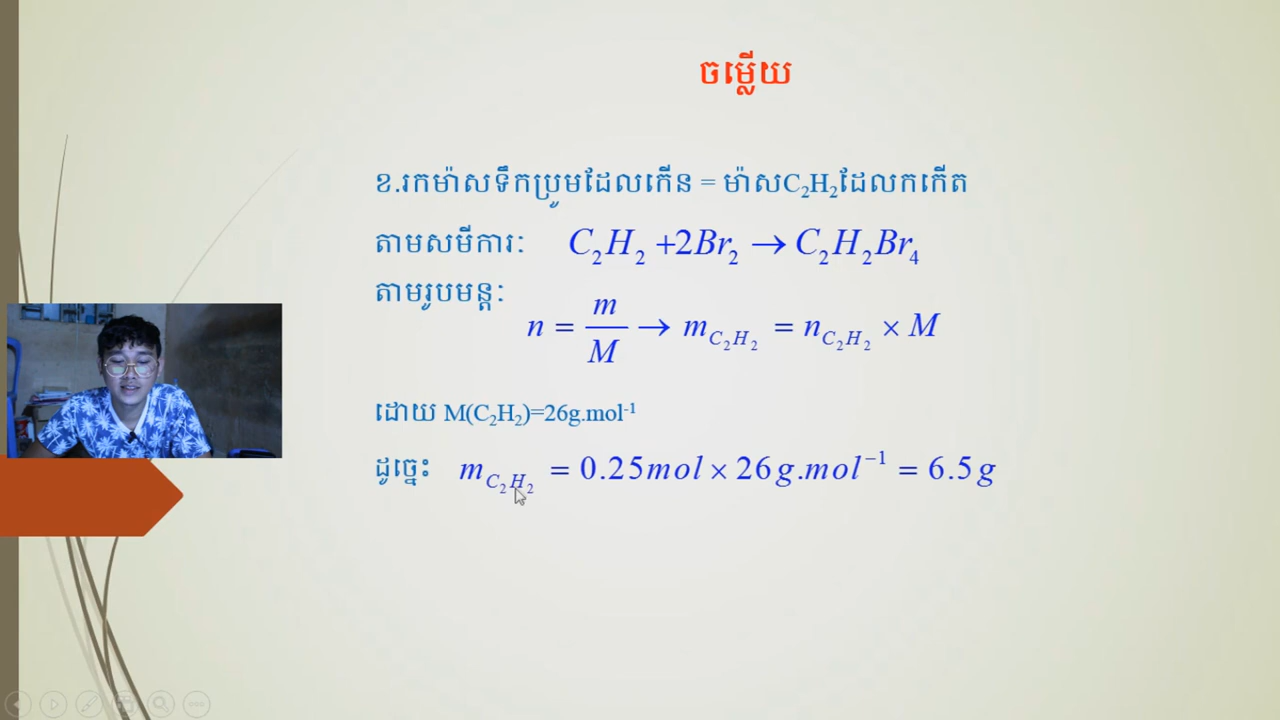 ចម្លើយ
ខ.រកម៉ាសទឹកប្រូមដែលកើន = ម៉ាសC₂H₂ដែលកកើត
តាមសមីការ: C₂H₂ +2Br₂ → C₂H₂Br₄
តាមរូបមន្ត: n = m/M → m_C₂H₂ = n_C₂H₂ × M
ដោយ M(C₂H₂)=26g.mol⁻¹
ដូច្នេះ m_C₂H₂ = 0.25mol × 26g.mol⁻¹ = 6.5g